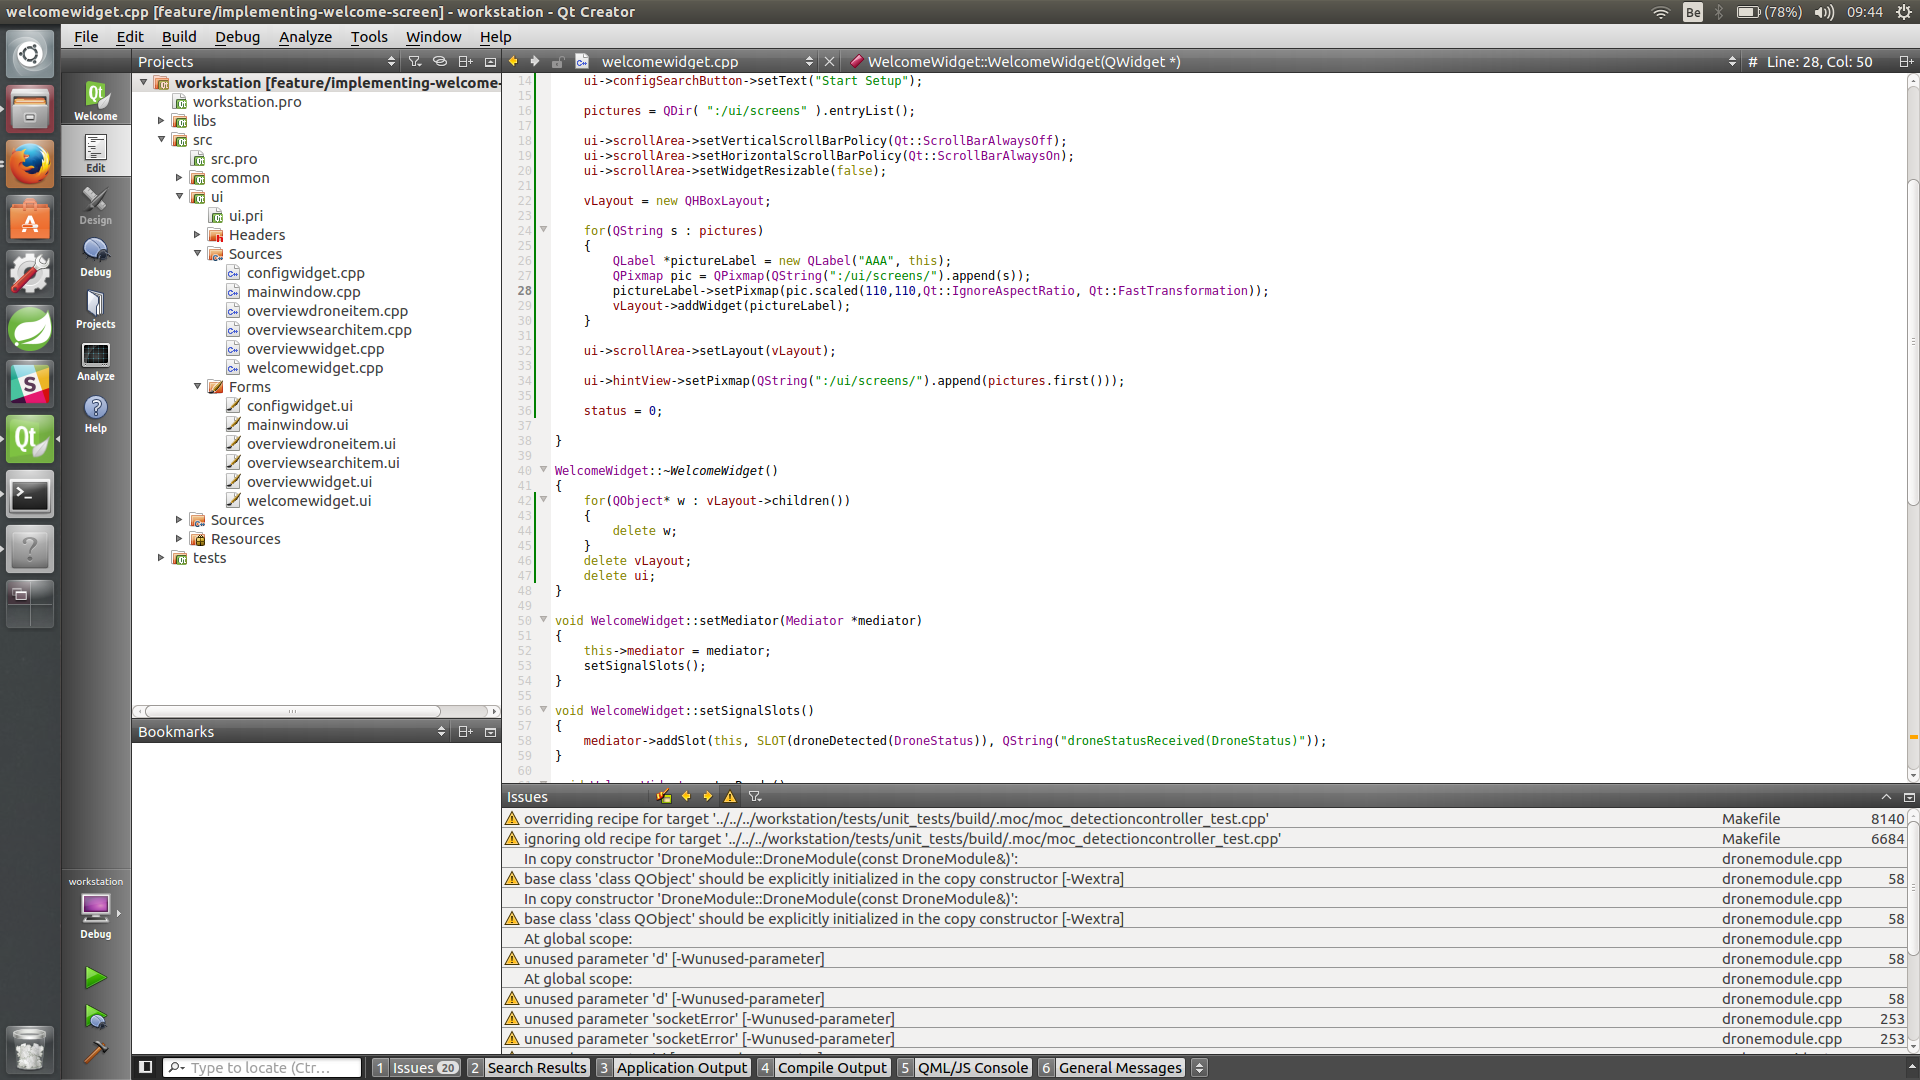 welcomewidget.cpp [feature/implementing-welcome-screen] - workstation - Qt Creator
Be (78%) 09:44
File Edit Build Debug Analyze Tools Window Help
Projects
welcomewidget.cpp
WelcomeWidget::WelcomeWidget(QWidget *)
# Line: 28, Col: 50
Welcome
Edit
Design
Debug
Projects
Analyze
Help
workstation
Debug
workstation [feature/implementing-welcome-
workstation.pro
libs
src
src.pro
common
ui
ui.pri
Headers
Sources
configwidget.cpp
mainwindow.cpp
overviewdroneitem.cpp
overviewsearchitem.cpp
overviewwidget.cpp
welcomewidget.cpp
Forms
configwidget.ui
mainwindow.ui
overviewdroneitem.ui
overviewsearchitem.ui
overviewwidget.ui
welcomewidget.ui
Sources
Resources
tests
Bookmarks
14 ui->configSearchButton->setText("Start Setup");
15
16 pictures = QDir( ":/ui/screens" ).entryList();
17
18 ui->scrollArea->setVerticalScrollBarPolicy(Qt::ScrollBarAlwaysOff);
19 ui->scrollArea->setHorizontalScrollBarPolicy(Qt::ScrollBarAlwaysOn);
20 ui->scrollArea->setWidgetResizable(false);
21
22 vLayout = new QHBoxLayout;
23
24 for(QString s : pictures)
25 {
26 QLabel *pictureLabel = new QLabel("AAA", this);
27 QPixmap pic = QPixmap(QString(":/ui/screens/").append(s));
28 pictureLabel->setPixmap(pic.scaled(110,110,Qt::IgnoreAspectRatio, Qt::FastTransformation));
29 vLayout->addWidget(pictureLabel);
30 }
31
32 ui->scrollArea->setLayout(vLayout);
33
34 ui->hintView->setPixmap(QString(":/ui/screens/").append(pictures.first()));
35
36 status = 0;
37
38 }
39
40 WelcomeWidget::~WelcomeWidget()
41 {
42 for(QObject* w : vLayout->children())
43 {
44 delete w;
45 }
46 delete vLayout;
47 delete ui;
48 }
49
50 void WelcomeWidget::setMediator(Mediator *mediator)
51 {
52 this->mediator = mediator;
53 setSignalSlots();
54 }
55
56 void WelcomeWidget::setSignalSlots()
57 {
58 mediator->addSlot(this, SLOT(droneDetected(DroneStatus)), QString("droneStatusReceived(DroneStatus)"));
59 }
60
Issues
overriding recipe for target '../../../workstation/tests/unit_tests/build/.moc/moc_detectioncontroller_test.cpp' Makefile 8140
ignoring old recipe for target '../../../workstation/tests/unit_tests/build/.moc/moc_detectioncontroller_test.cpp' Makefile 6684
In copy constructor 'DroneModule::DroneModule(const DroneModule&)': dronemodule.cpp
base class 'class QObject' should be explicitly initialized in the copy constructor [-Wextra] dronemodule.cpp 58
In copy constructor 'DroneModule::DroneModule(const DroneModule&)': dronemodule.cpp
base class 'class QObject' should be explicitly initialized in the copy constructor [-Wextra] dronemodule.cpp 58
At global scope: dronemodule.cpp
unused parameter 'd' [-Wunused-parameter] dronemodule.cpp 58
At global scope: dronemodule.cpp
unused parameter 'd' [-Wunused-parameter] dronemodule.cpp 58
unused parameter 'socketError' [-Wunused-parameter] dronemodule.cpp 253
unused parameter 'socketError' [-Wunused-parameter] dronemodule.cpp 253
Type to locate (Ctr... 1 Issues 20 2 Search Results 3 Application Output 4 Compile Output 5 QML/JS Console 6 General Messages